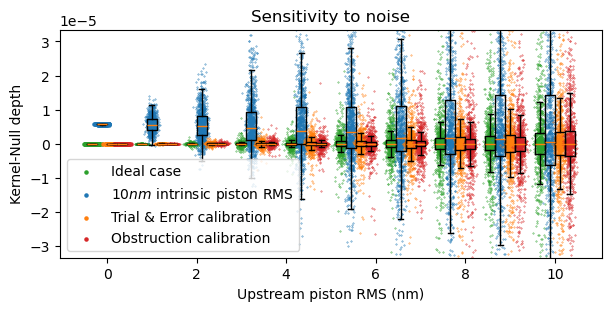 Sensitivity to noise
1e−5
3
2
1
0
−1
−2
−3
Kernel-Null depth
Ideal case
10nm intrinsic piston RMS
Trial & Error calibration
Obstruction calibration
0 2 4 6 8 10
Upstream piston RMS (nm)